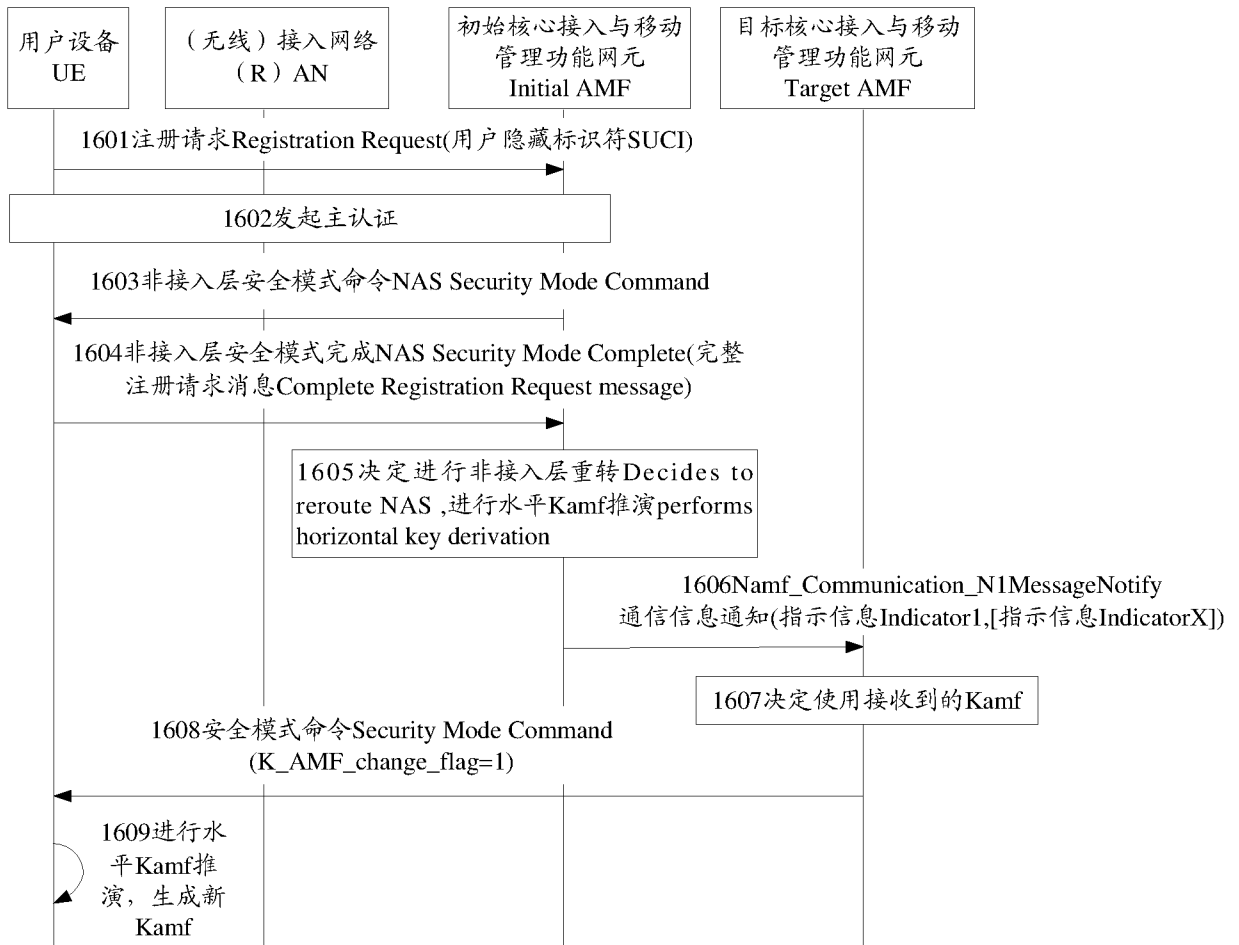 用户设备
UE
（无线）接入网络
（R）AN
初始核心接入与移动
管理功能网元
Initial AMF
目标核心接入与移动
管理功能网元
Target AMF
1601注册请求Registration Request(用户隐藏标识符SUCI)
1602发起主认证
1603非接入层安全模式命令NAS Security Mode Command
1604非接入层安全模式完成NAS Security Mode Complete(完整
注册请求消息Complete Registration Request message)
1605决定进行非接入层重转Decides to
reroute NAS ,进行水平Kamf推演performs
horizontal key derivation
1606Namf_Communication_N1MessageNotify
通信信息通知(指示信息Indicator1,[指示信息IndicatorX])
1607决定使用接收到的Kamf
1608安全模式命令Security Mode Command
(K_AMF_change_flag=1)
1609进行水
平Kamf推
演，生成新
Kamf